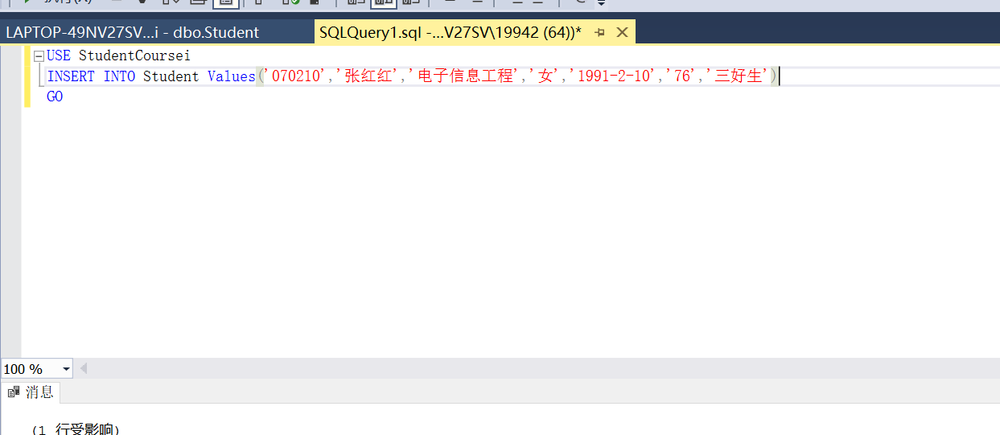 LAPTOP-49NV27SV...i - dbo.Student
SQLQuery1.sql -...V27SV\19942 (64))*
USE StudentCoursei
INSERT INTO Student Values('070210','张红红','电子信息工程','女','1991-2-10','76','三好生')
GO
100 %
消息
(1 行受影响)